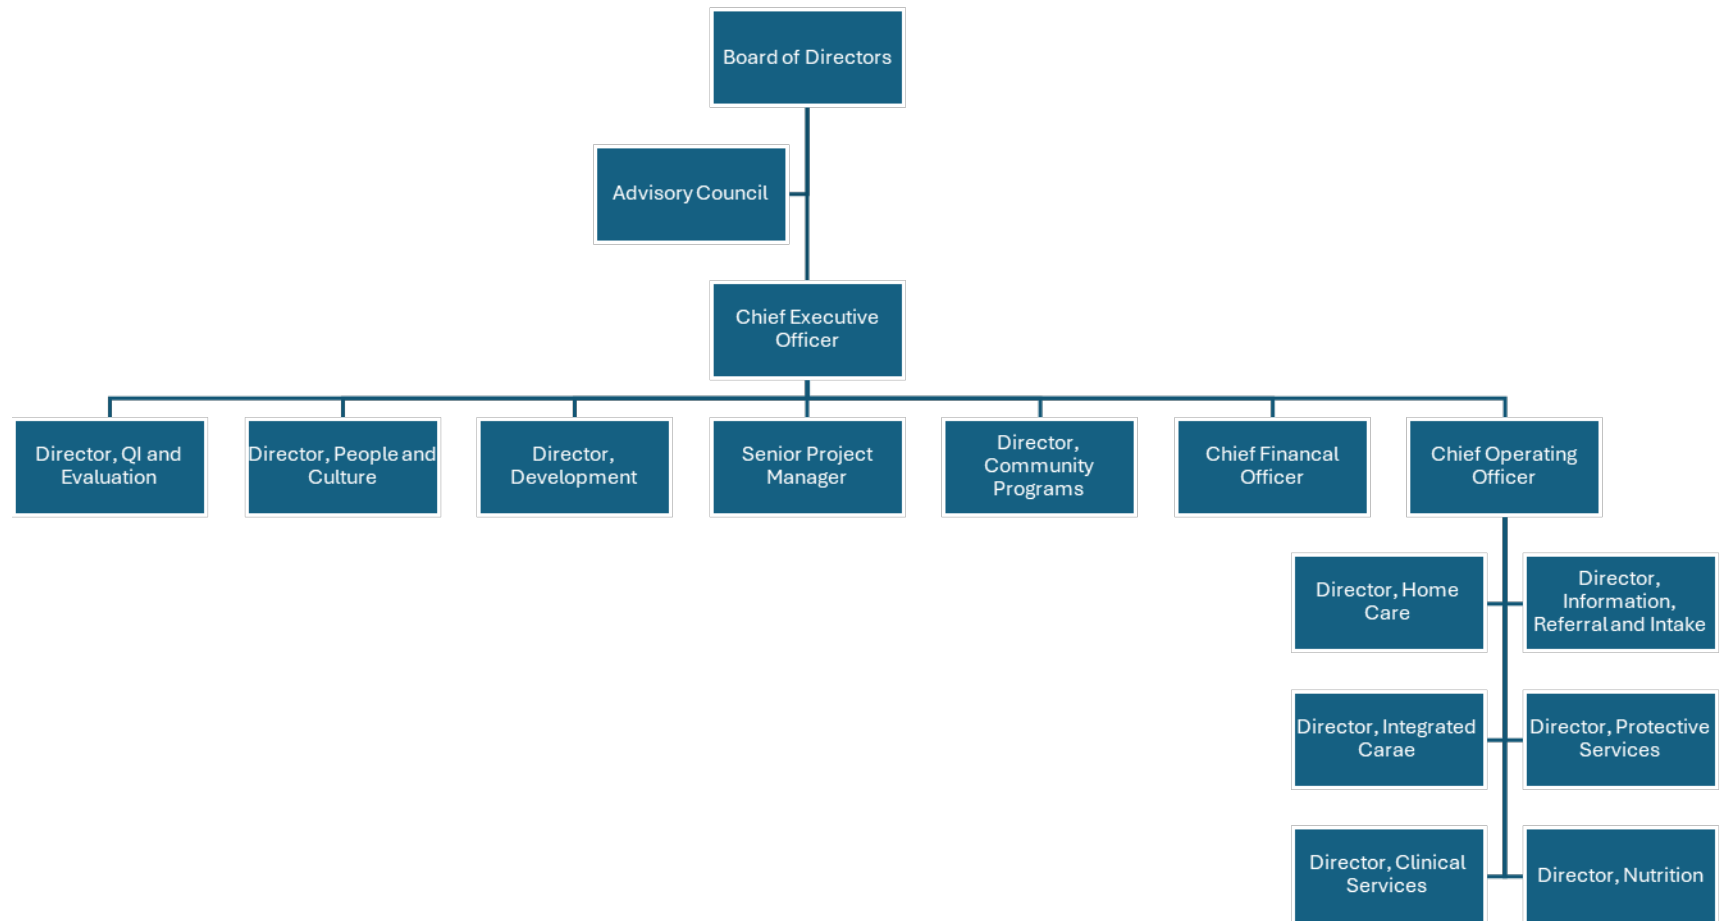 Board of Directors
Advisory Council
Chief Executive
Officer
Director, QI and
Evaluation
Director, People and
Culture
Director,
Development
Senior Project
Manager
Director,
Community
Programs
Chief Financal
Officer
Chief Operating
Officer
Director, Home
Care
Director,
Information,
Referral and Intake
Director, Integrated
Carae
Director, Protective
Services
Director, Clinical
Services
Director, Nutrition